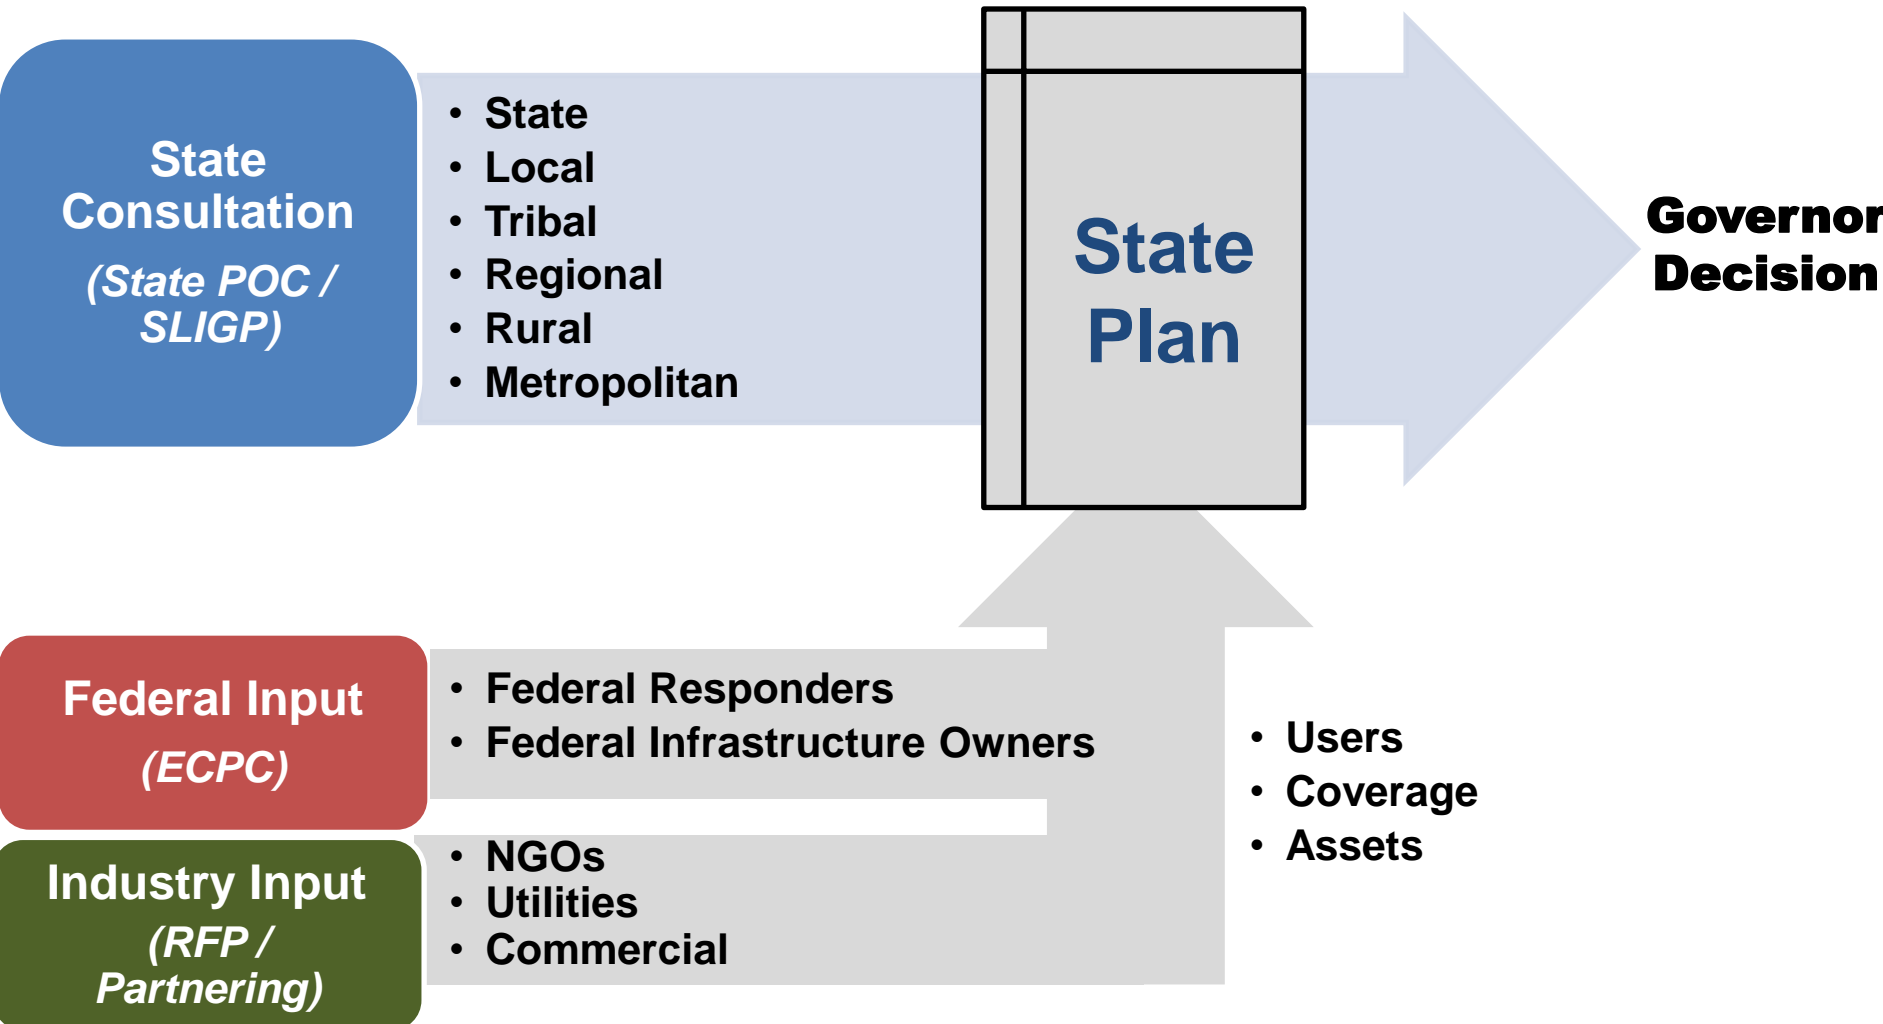 State
Consultation
(State POC /
SLIGP)
• State
• Local
• Tribal
• Regional
• Rural
• Metropolitan
State
Plan
Governor
Decision
Federal Input
(ECPC)
• Federal Responders
• Federal Infrastructure Owners
Industry Input
(RFP /
Partnering)
• NGOs
• Utilities
• Commercial
• Users
• Coverage
• Assets